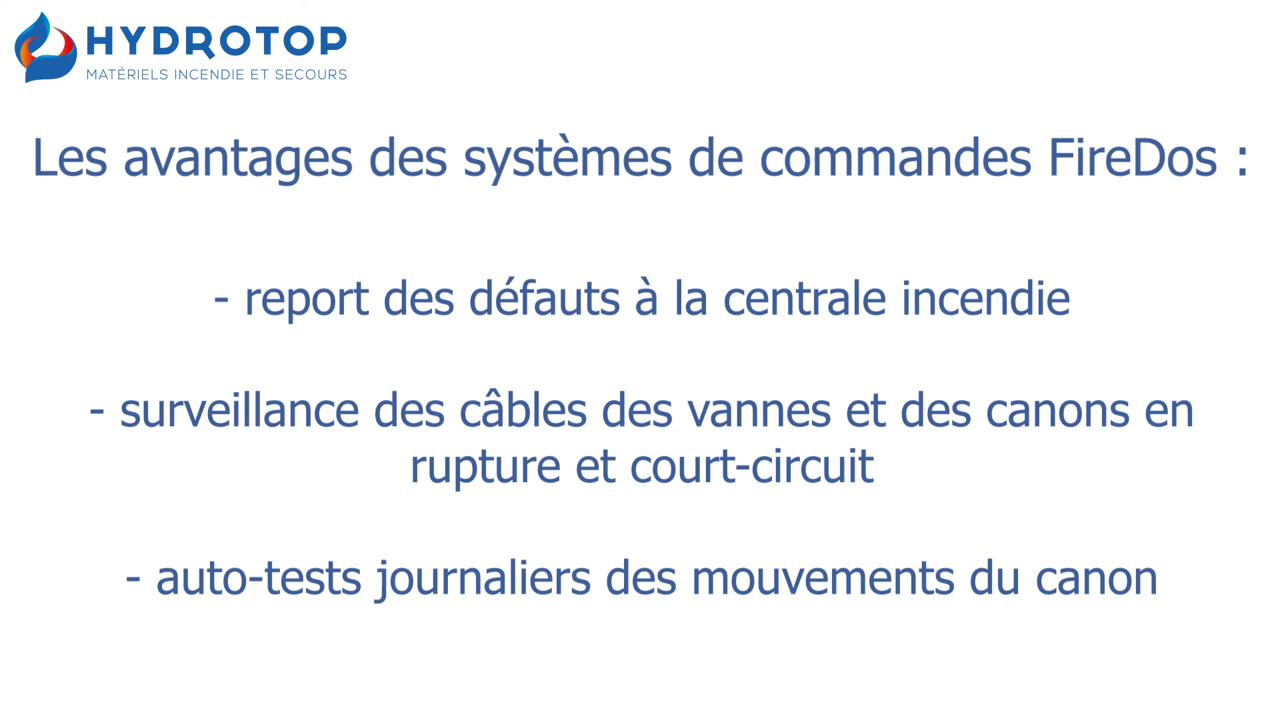 HYDROTOP
MATÉRIELS INCENDIE ET SECOURS
Les avantages des systèmes de commandes FireDos :
- report des défauts à la centrale incendie
- surveillance des câbles des vannes et des canons en
rupture et court-circuit
- auto-tests journaliers des mouvements du canon